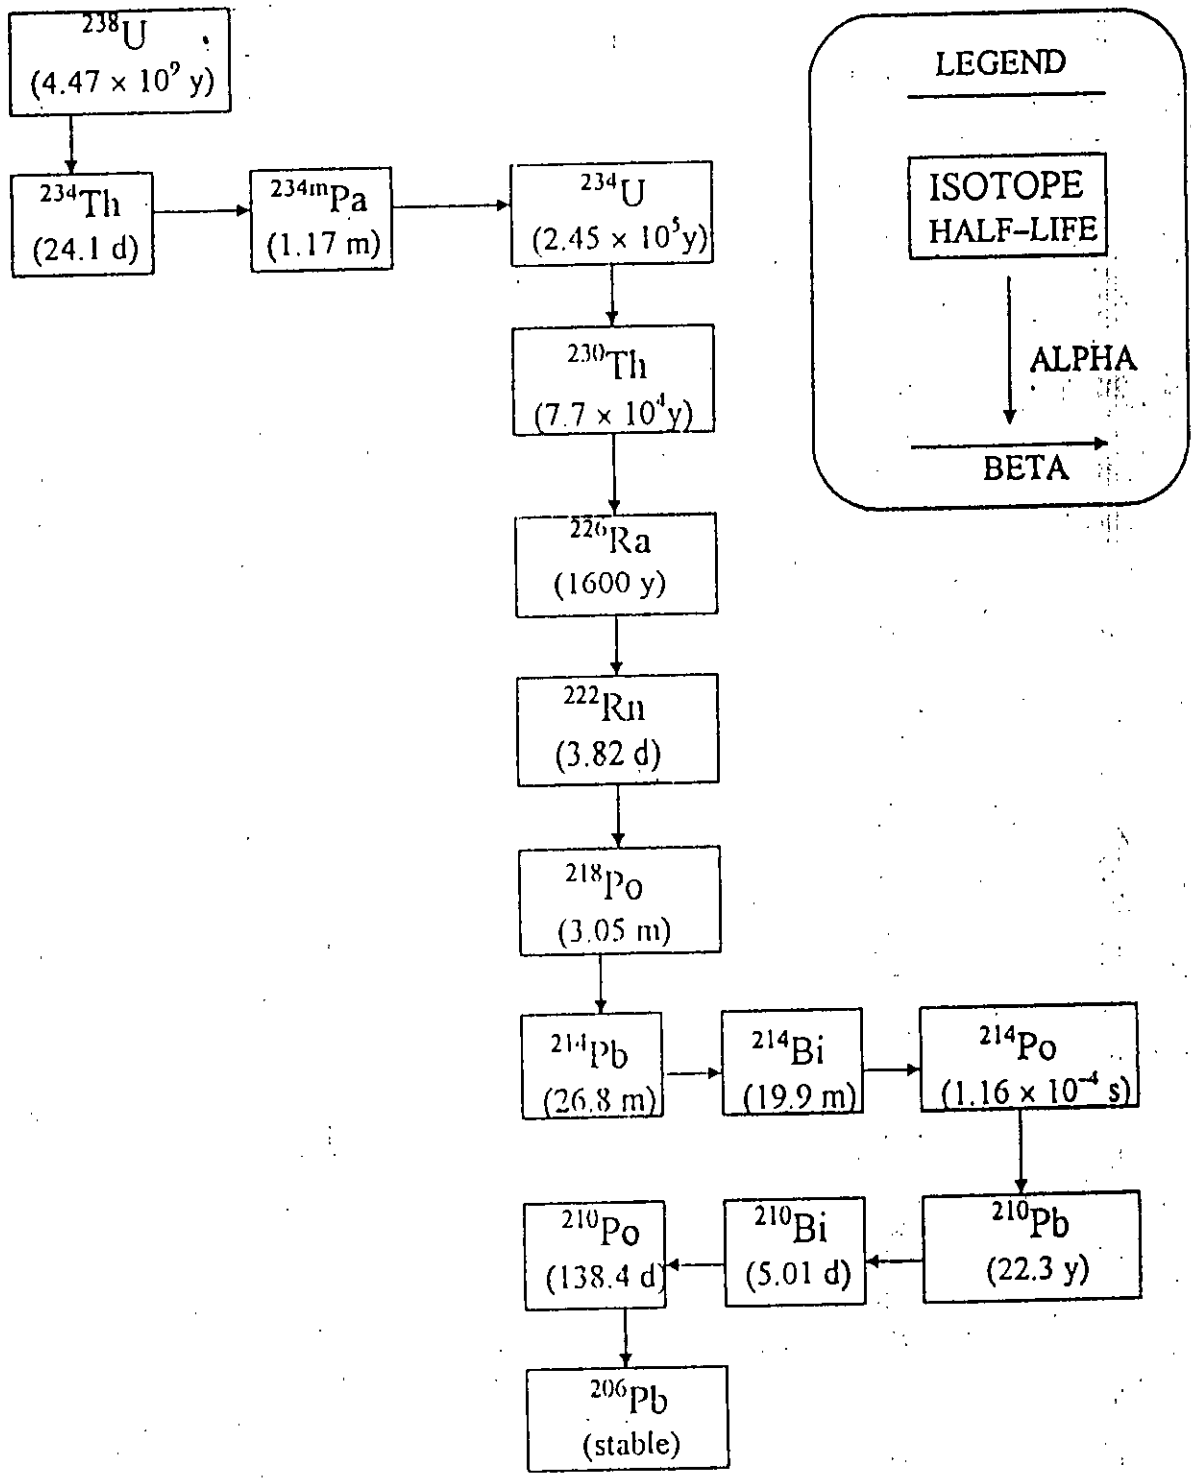 ²³⁸U
(4.47 × 10⁹ y)
LEGEND
²³⁴Th
(24.1 d)
²³⁴ᵐPa
(1.17 m)
²³⁴U
(2.45 × 10⁵y)
ISOTOPE
HALF-LIFE
ALPHA
BETA
²³⁰Th
(7.7 × 10⁴y)
²²⁶Ra
(1600 y)
²²²Rn
(3.82 d)
²¹⁸Po
(3.05 m)
²¹⁴Pb
(26.8 m)
²¹⁴Bi
(19.9 m)
²¹⁴Po
(1.16 × 10⁻⁴ s)
²¹⁰Po
(138.4 d)
²¹⁰Bi
(5.01 d)
²¹⁰Pb
(22.3 y)
²⁰⁶Pb
(stable)